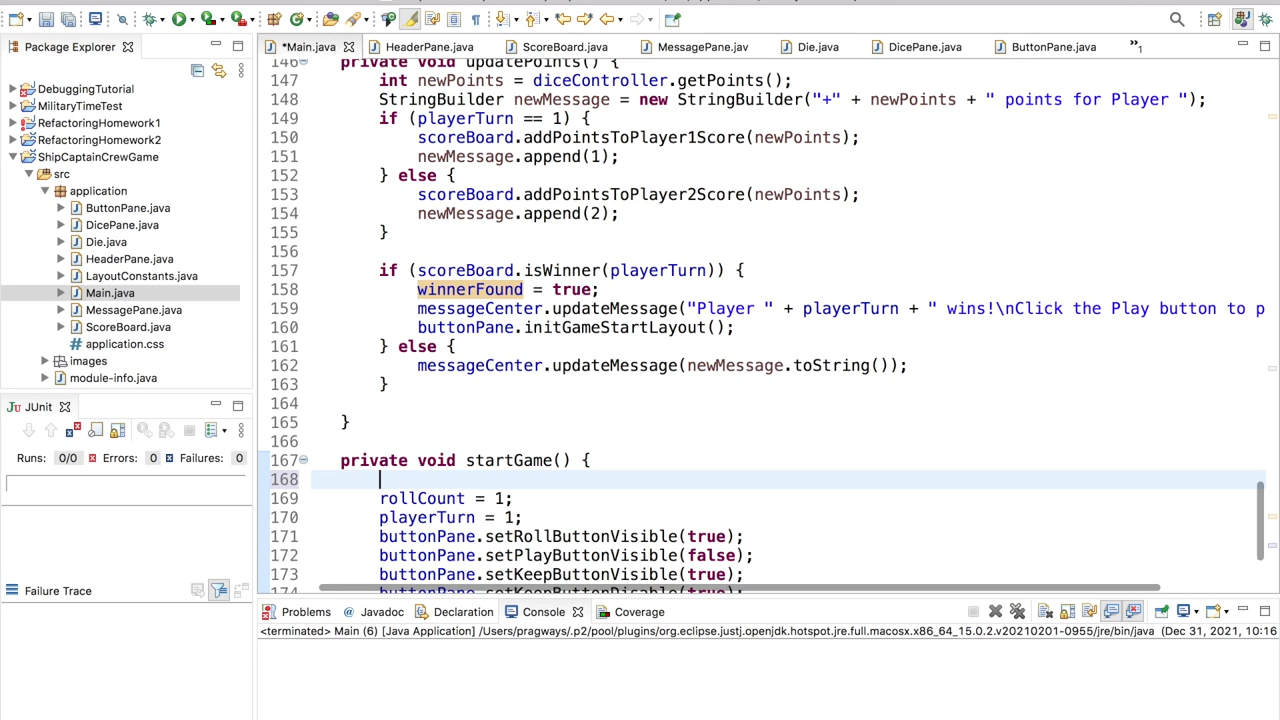 Package Explorer
*Main.java
HeaderPane.java
ScoreBoard.java
MessagePane.jav
Die.java
DicePane.java
ButtonPane.java
»1
DebuggingTutorial
MilitaryTimeTest
RefactoringHomework1
RefactoringHomework2
ShipCaptainCrewGame
src
application
ButtonPane.java
DicePane.java
Die.java
HeaderPane.java
LayoutConstants.java
Main.java
MessagePane.java
ScoreBoard.java
application.css
images
module-info.java
JUnit
Runs: 0/0 Errors: 0 Failures: 0
Failure Trace
146 private void updatePoints() {
147 int newPoints = diceController.getPoints();
148 StringBuilder newMessage = new StringBuilder("+" + newPoints + " points for Player ");
149 if (playerTurn == 1) {
150 scoreBoard.addPointsToPlayer1Score(newPoints);
151 newMessage.append(1);
152 } else {
153 scoreBoard.addPointsToPlayer2Score(newPoints);
154 newMessage.append(2);
155 }
156
157 if (scoreBoard.isWinner(playerTurn)) {
158 winnerFound = true;
159 messageCenter.updateMessage("Player " + playerTurn + " wins!\nClick the Play button to p
160 buttonPane.initGameStartLayout();
161 } else {
162 messageCenter.updateMessage(newMessage.toString());
163 }
164
165 }
166
167 private void startGame() {
168
169 rollCount = 1;
170 playerTurn = 1;
171 buttonPane.setRollButtonVisible(true);
172 buttonPane.setPlayButtonVisible(false);
173 buttonPane.setKeepButtonVisible(true);
174 buttonPane.setKeepButtonDisable(true);
Problems
Javadoc
Declaration
Console
Coverage
<terminated> Main (6) [Java Application] /Users/pragways/.p2/pool/plugins/org.eclipse.justj.openjdk.hotspot.jre.full.macosx.x86_64_15.0.2.v20210201-0955/jre/bin/java (Dec 31, 2021, 10:16